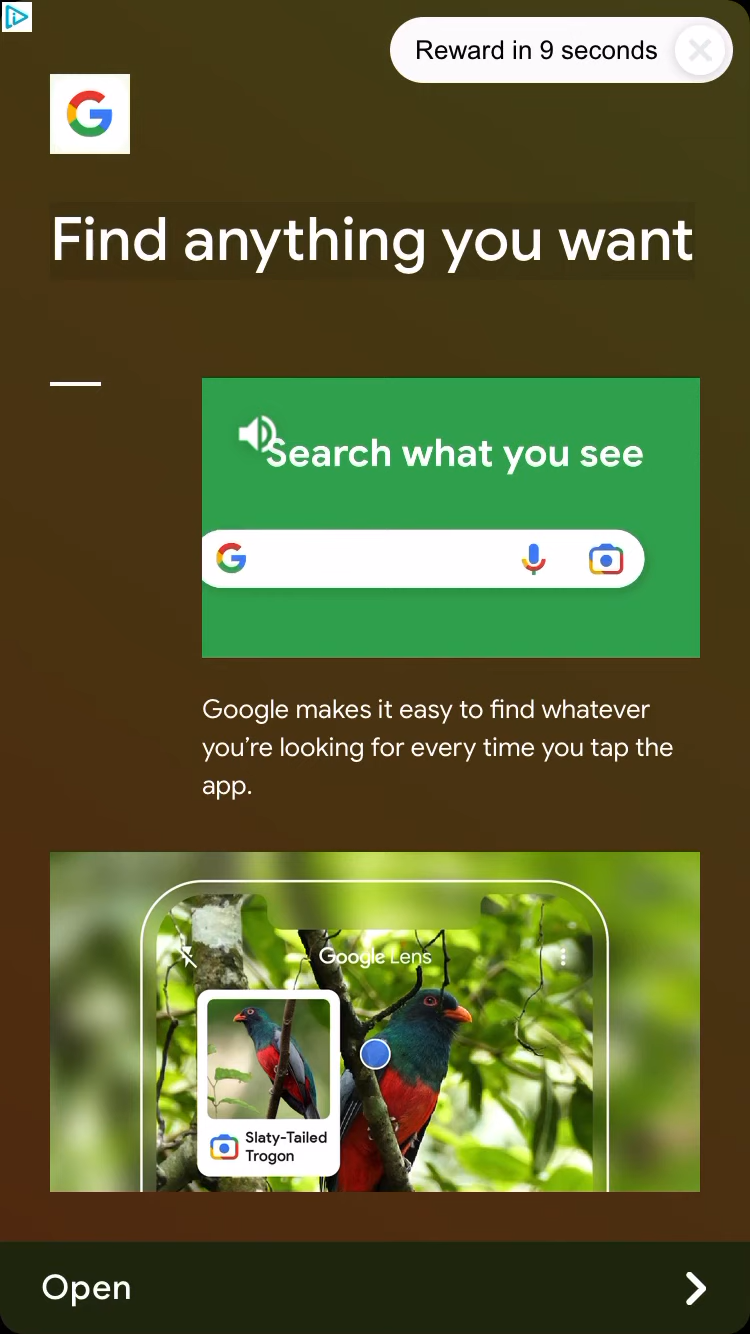 Reward in 9 seconds
Find anything you want
Search what you see
Google makes it easy to find whatever
you’re looking for every time you tap the
app.
Google Lens
Slaty-Tailed
Trogon
Open